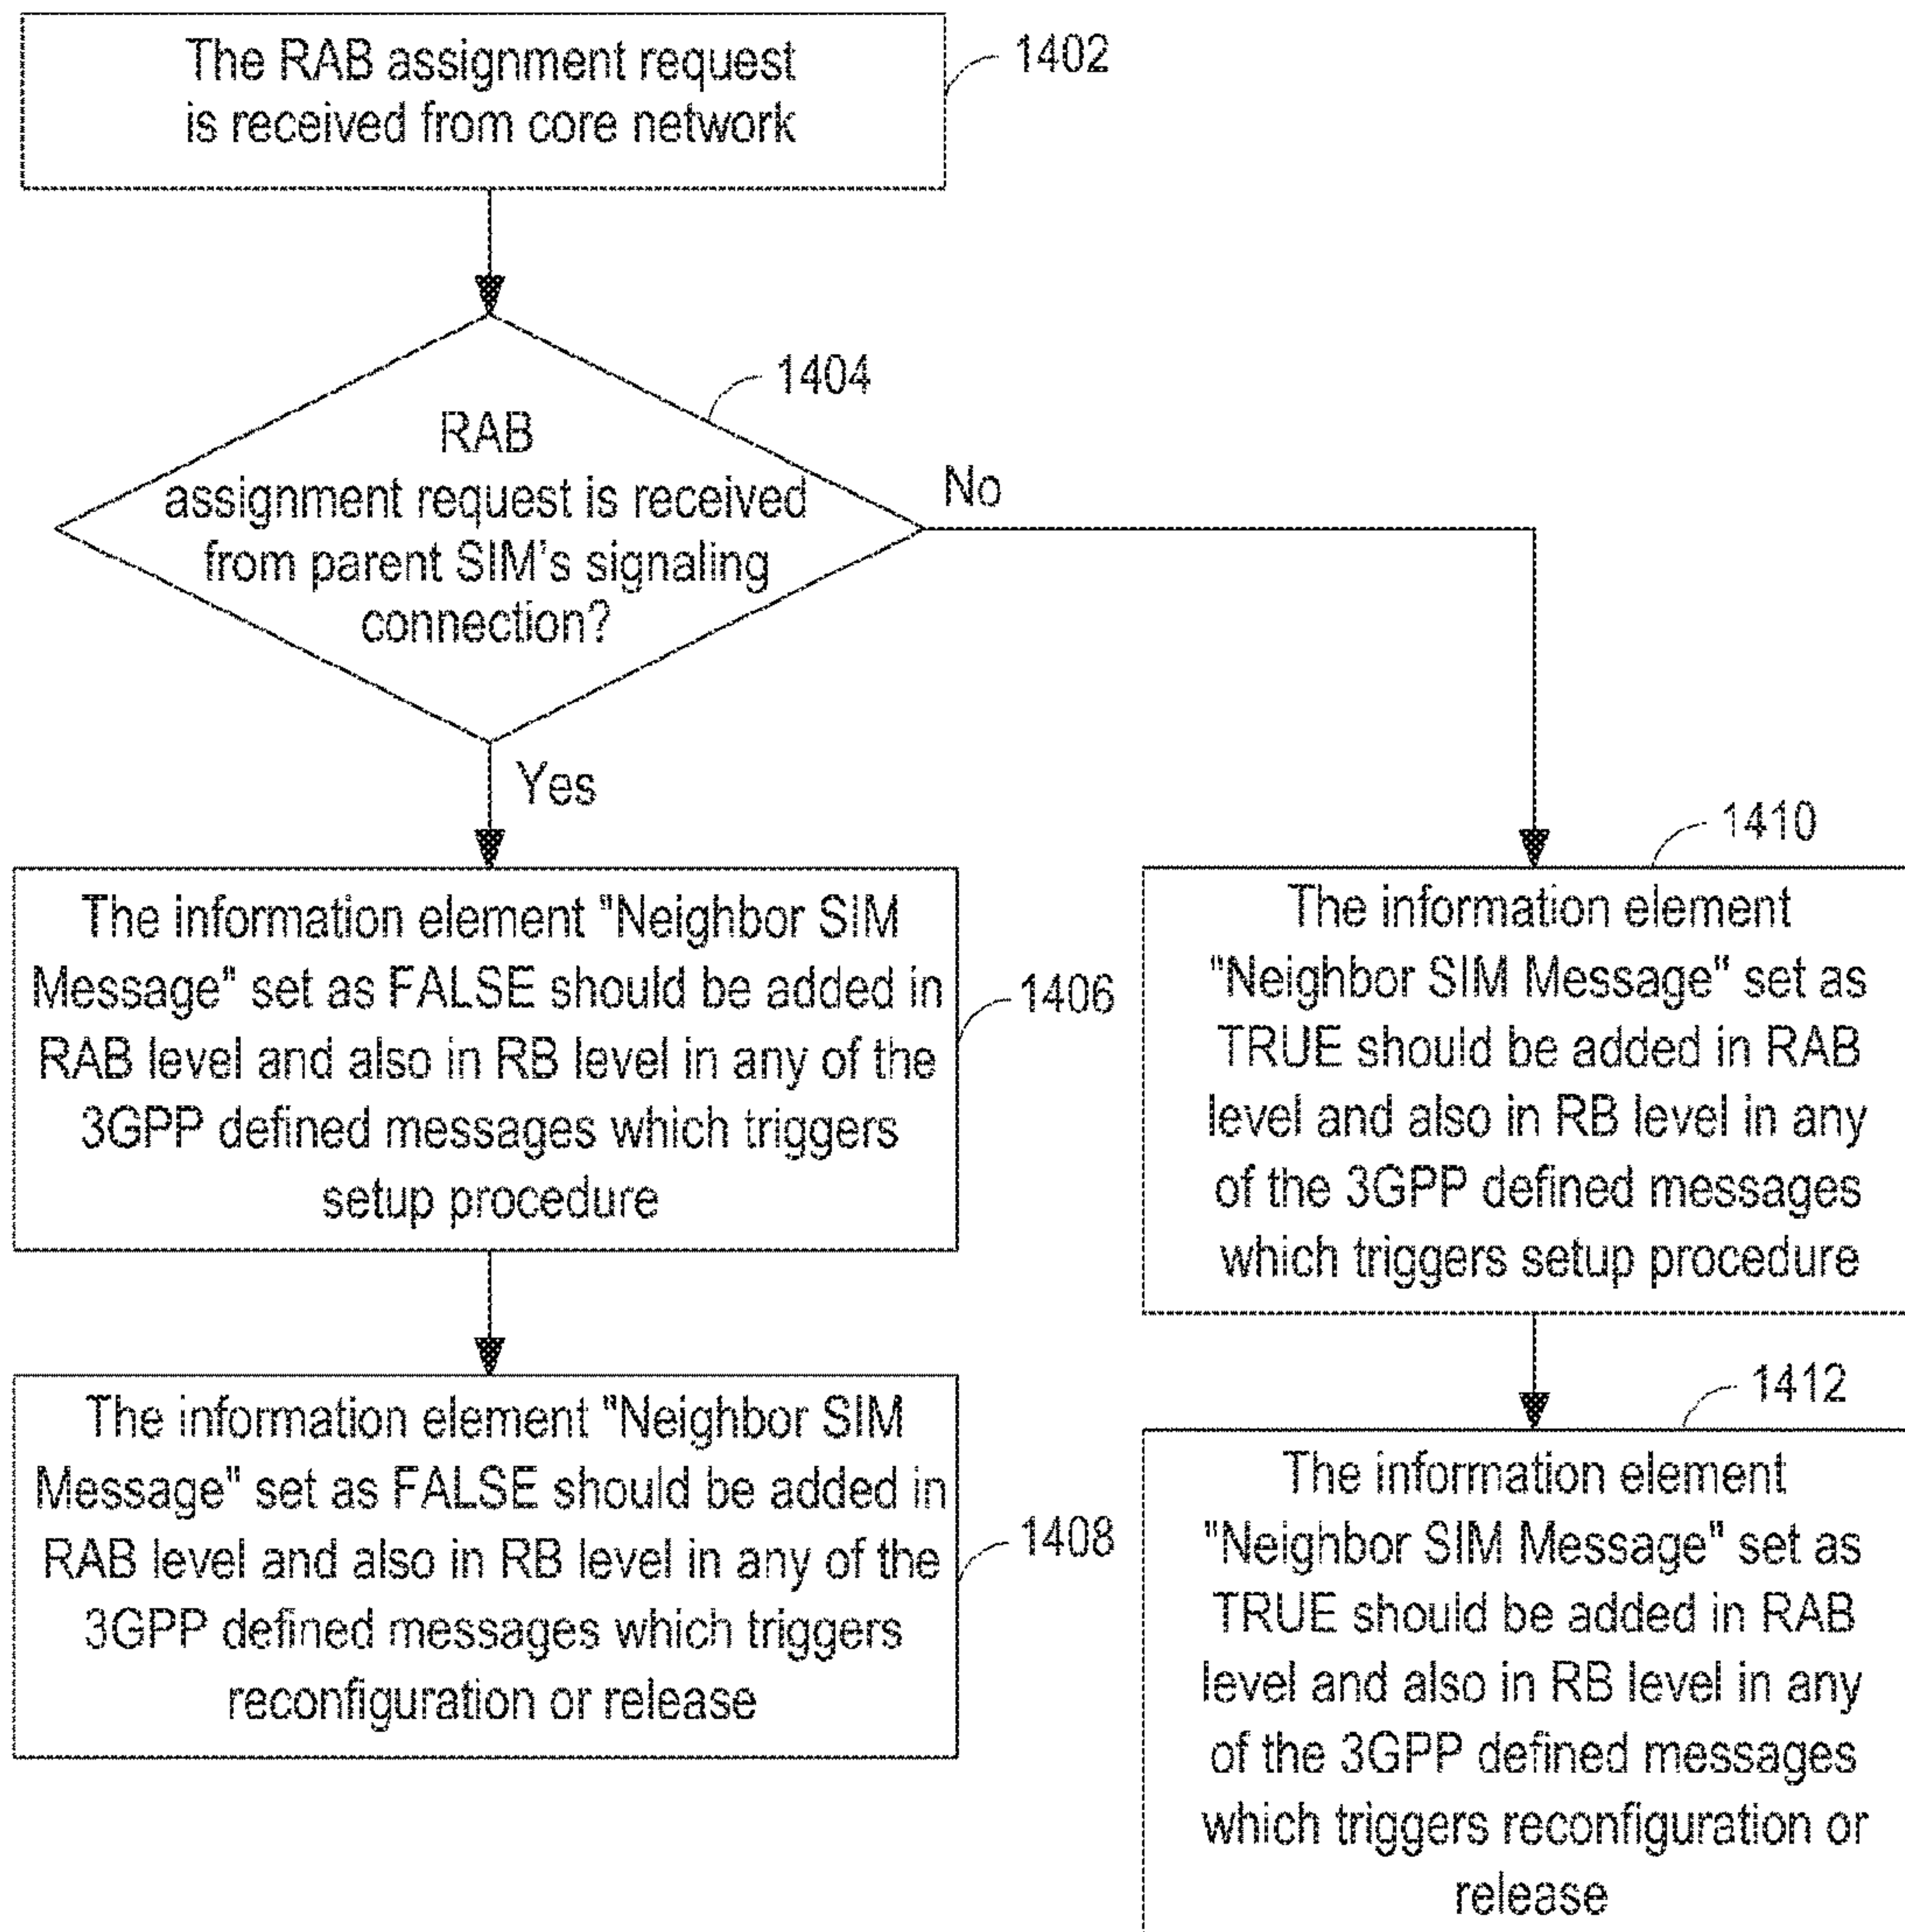 The RAB assignment request
is received from core network
1402
1404
RAB
assignment request is received
from parent SIM's signaling
connection?
No
Yes
The information element "Neighbor SIM
Message" set as FALSE should be added in
RAB level and also in RB level in any of the
3GPP defined messages which triggers
setup procedure
1406
1410
The information element
"Neighbor SIM Message" set as
TRUE should be added in RAB
level and also in RB level in any
of the 3GPP defined messages
which triggers setup procedure
The information element "Neighbor SIM
Message" set as FALSE should be added in
RAB level and also in RB level in any of the
3GPP defined messages which triggers
reconfiguration or release
1408
1412
The information element
"Neighbor SIM Message" set as
TRUE should be added in RAB
level and also in RB level in any
of the 3GPP defined messages
which triggers reconfiguration or
release